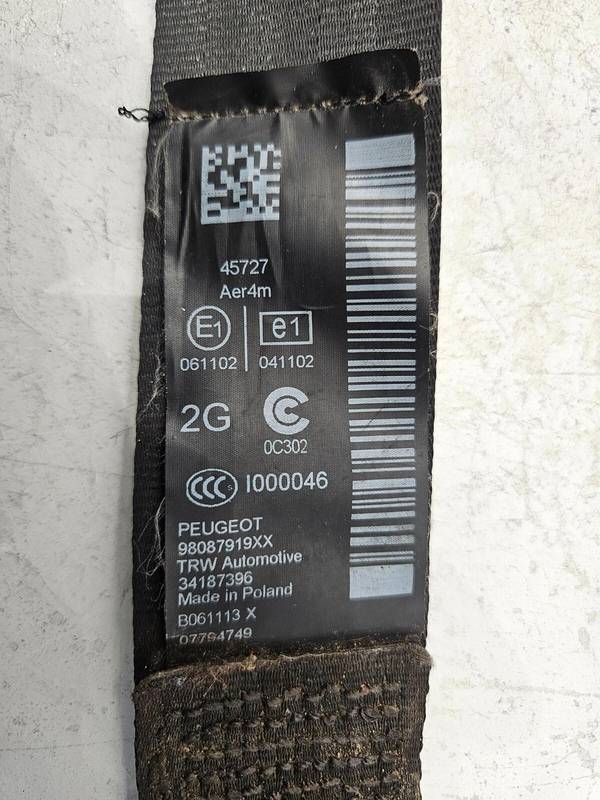 45727
Aer4m
E1 e1
061102 041102
2G C
0C302
CCC S I000046
PEUGEOT
98087919XX
TRW Automotive
34187396
Made in Poland
B061113 X
07794749